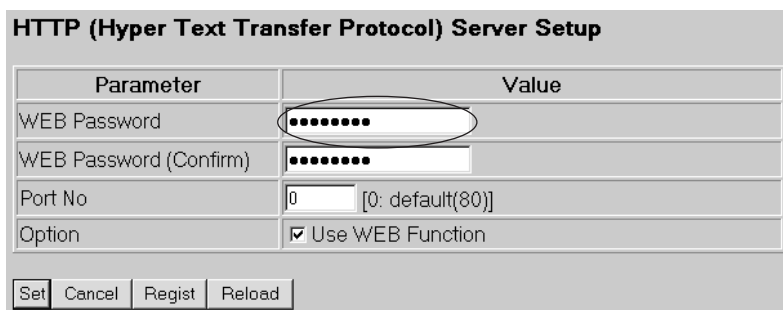 HTTP (Hyper Text Transfer Protocol) Server Setup
Parameter Value
WEB Password ••••••••
WEB Password (Confirm) ••••••••
Port No 0 [0: default(80)]
Option Use WEB Function
Set Cancel Regist Reload